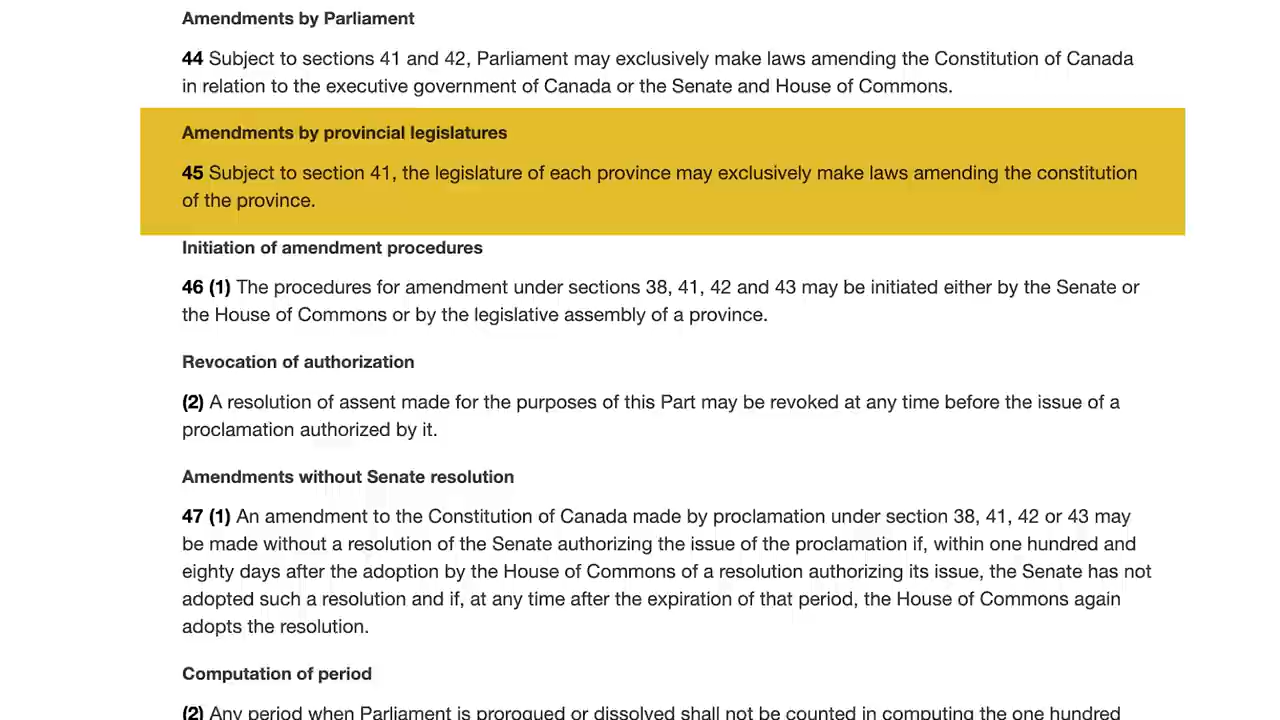 Amendments by Parliament
44 Subject to sections 41 and 42, Parliament may exclusively make laws amending the Constitution of Canada
in relation to the executive government of Canada or the Senate and House of Commons.
Amendments by provincial legislatures
45 Subject to section 41, the legislature of each province may exclusively make laws amending the constitution
of the province.
Initiation of amendment procedures
46 (1) The procedures for amendment under sections 38, 41, 42 and 43 may be initiated either by the Senate or
the House of Commons or by the legislative assembly of a province.
Revocation of authorization
(2) A resolution of assent made for the purposes of this Part may be revoked at any time before the issue of a
proclamation authorized by it.
Amendments without Senate resolution
47 (1) An amendment to the Constitution of Canada made by proclamation under section 38, 41, 42 or 43 may
be made without a resolution of the Senate authorizing the issue of the proclamation if, within one hundred and
eighty days after the adoption by the House of Commons of a resolution authorizing its issue, the Senate has not
adopted such a resolution and if, at any time after the expiration of that period, the House of Commons again
adopts the resolution.
Computation of period
(2) Any period when Parliament is prorogued or dissolved shall not be counted in computing the one hundred